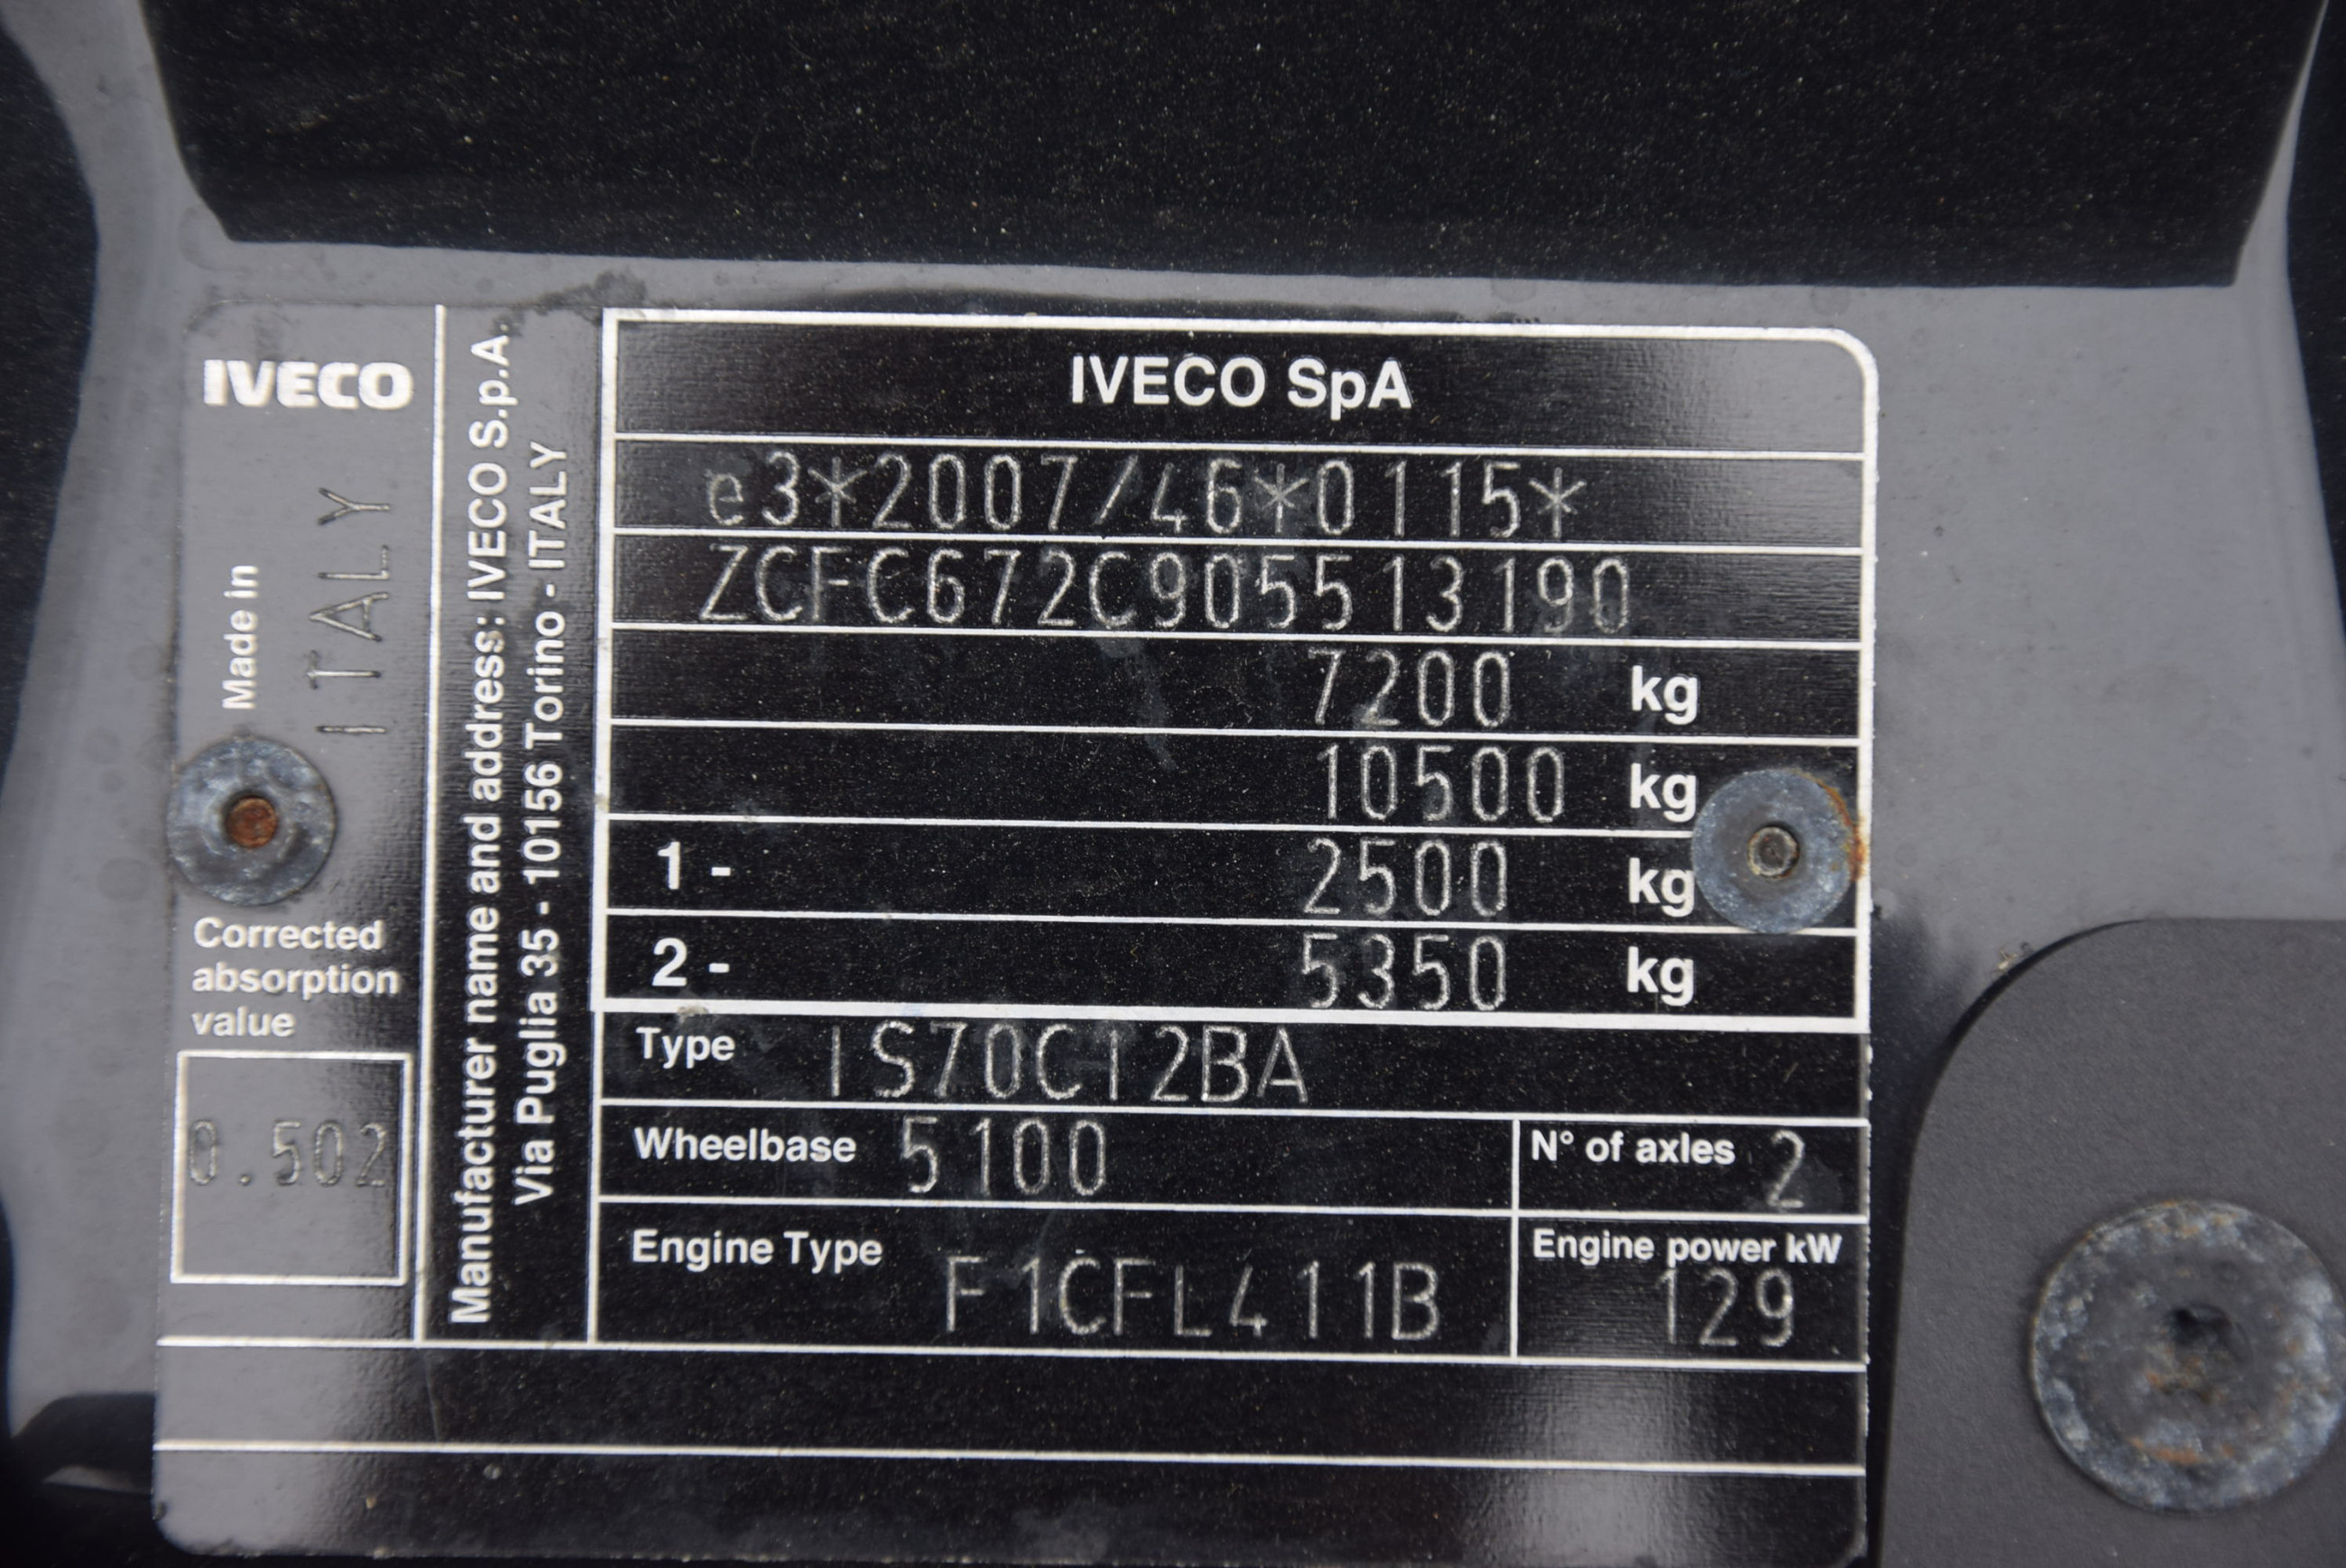 IVECO
Made in
ITALY
Corrected
absorption
value
0.502
Manufacturer name and address: IVECO S.p.A.
Via Puglia 35 - 10156 Torino - ITALY
IVECO SpA
e3*2007/46*0115*
ZCFC672C905513190
7200 kg
10500 kg
1 - 2500 kg
2 - 5350 kg
Type IS70C12BA
Wheelbase 5100 N° of axles 2
Engine Type F1CFL411B Engine power kW 129